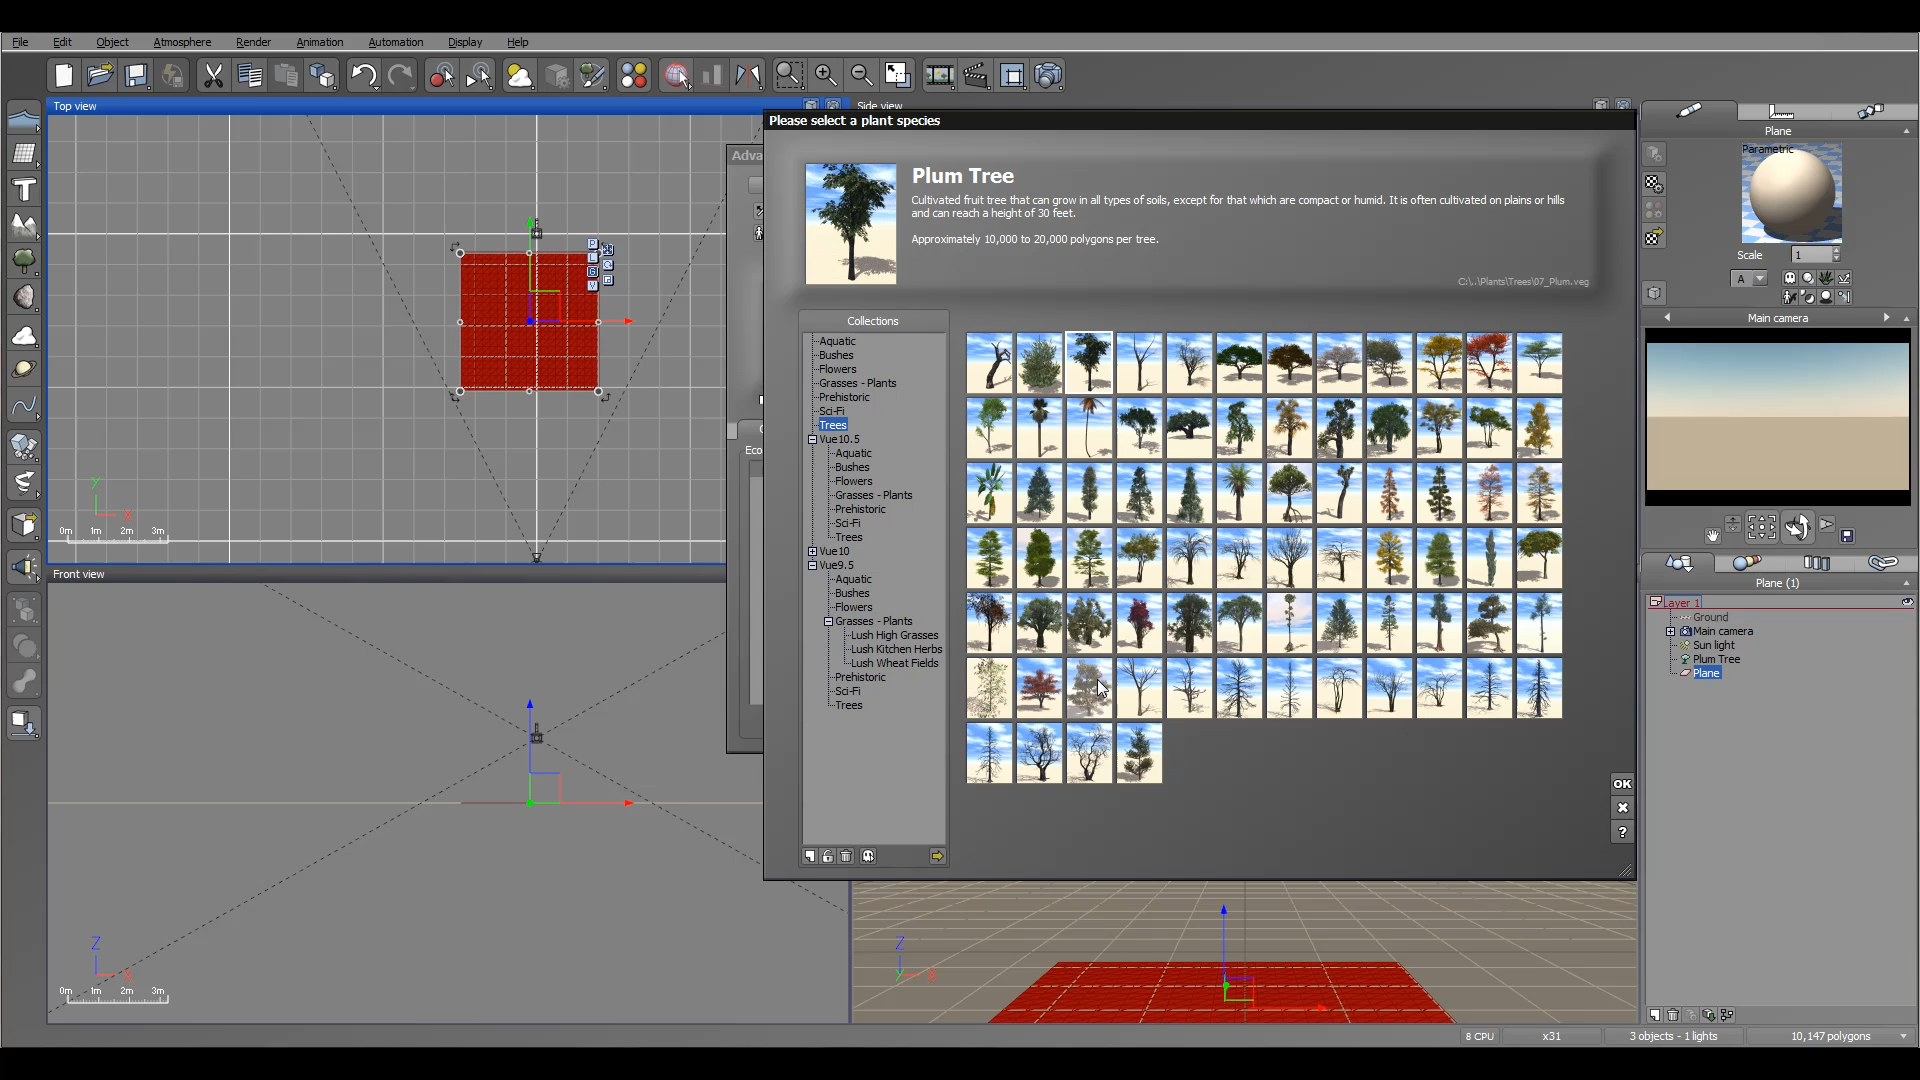 File Edit Object Atmosphere Render Animation Automation Display Help
Top view
Side view
Please select a plant species
Plum Tree
Cultivated fruit tree that can grow in all types of soils, except for that which are compact or humid. It is often cultivated on plains or hills
and can reach a height of 30 feet.
Approximately 10,000 to 20,000 polygons per tree.
C:\..\Plants\Trees\07_Plum.veg
Collections
Aquatic
Bushes
Flowers
Grasses - Plants
Prehistoric
Sci-Fi
Trees
Vue10.5
Aquatic
Bushes
Flowers
Grasses - Plants
Prehistoric
Sci-Fi
Trees
Vue10
Vue9.5
Aquatic
Bushes
Flowers
Grasses - Plants
Lush High Grasses
Lush Kitchen Herbs
Lush Wheat Fields
Prehistoric
Sci-Fi
Trees
OK
?
Adva
Eco
P
L
G
V
Y
X
0m 1m 2m 3m
Front view
Z
X
0m 1m 2m 3m
Z
Y X
Plane
Parametric
Scale 1
A
Main camera
Plane (1)
Layer 1
Ground
Main camera
Sun light
Plum Tree
Plane
8 CPU x31 3 objects - 1 lights 10,147 polygons